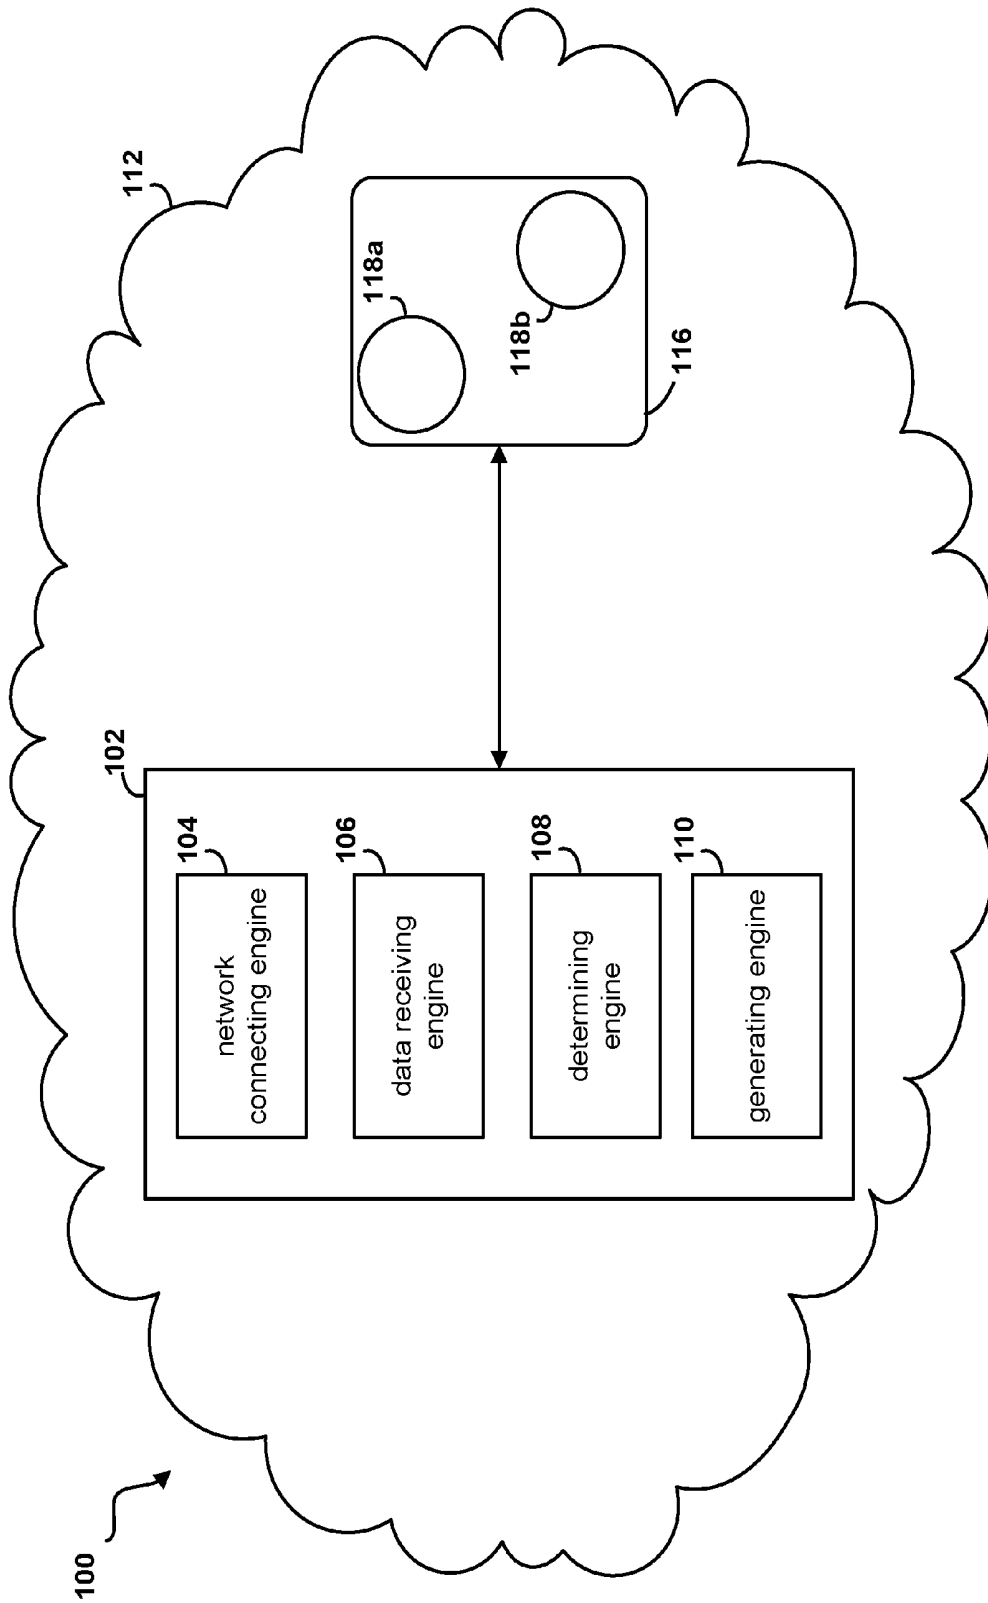 100
102
104
network
connecting engine
106
data receiving
engine
108
determining
engine
110
generating engine
112
118a
118b
116